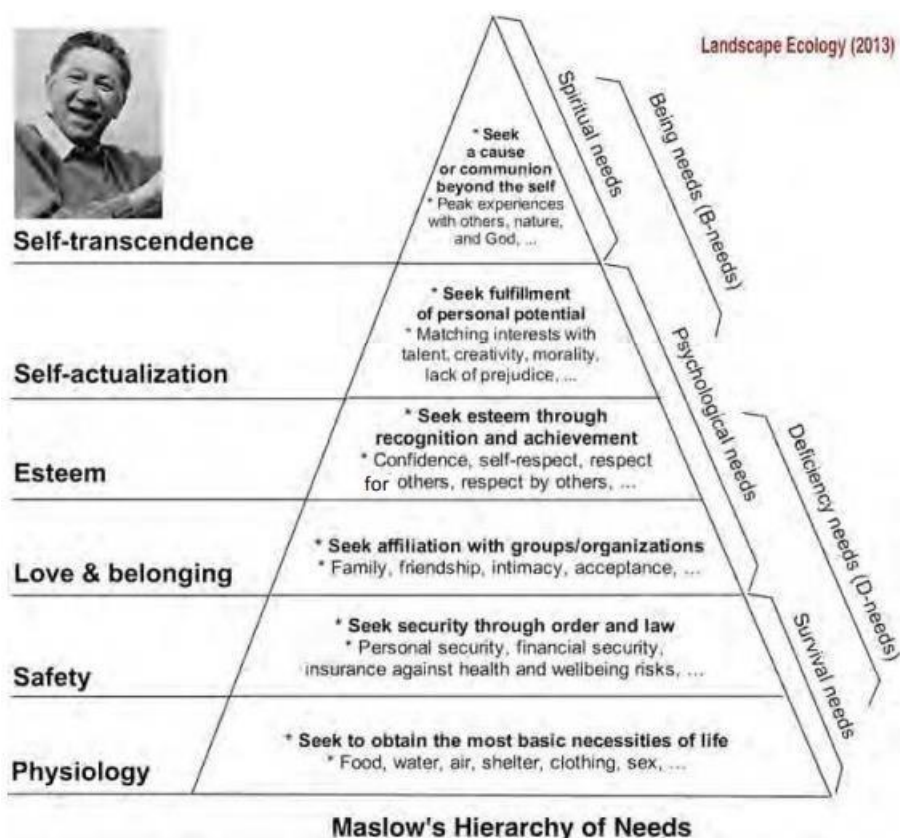 Landscape Ecology (2013)
Spiritual needs
Being needs (B-needs)
* Seek
a cause
or communion
beyond the self
* Peak experiences
with others, nature,
and God, ...
Self-transcendence
* Seek fulfillment
of personal potential
* Matching interests with
talent, creativity, morality,
lack of prejudice, ...
Self-actualization
Psychological needs
* Seek esteem through
recognition and achievement
* Confidence, self-respect, respect
for others, respect by others, ...
Esteem
Deficiency needs (D-needs)
* Seek affiliation with groups/organizations
* Family, friendship, intimacy, acceptance, ...
Love & belonging
* Seek security through order and law
* Personal security, financial security,
insurance against health and wellbeing risks, ...
Safety
Survival needs
* Seek to obtain the most basic necessities of life
* Food, water, air, shelter, clothing, sex, ...
Physiology
Maslow's Hierarchy of Needs